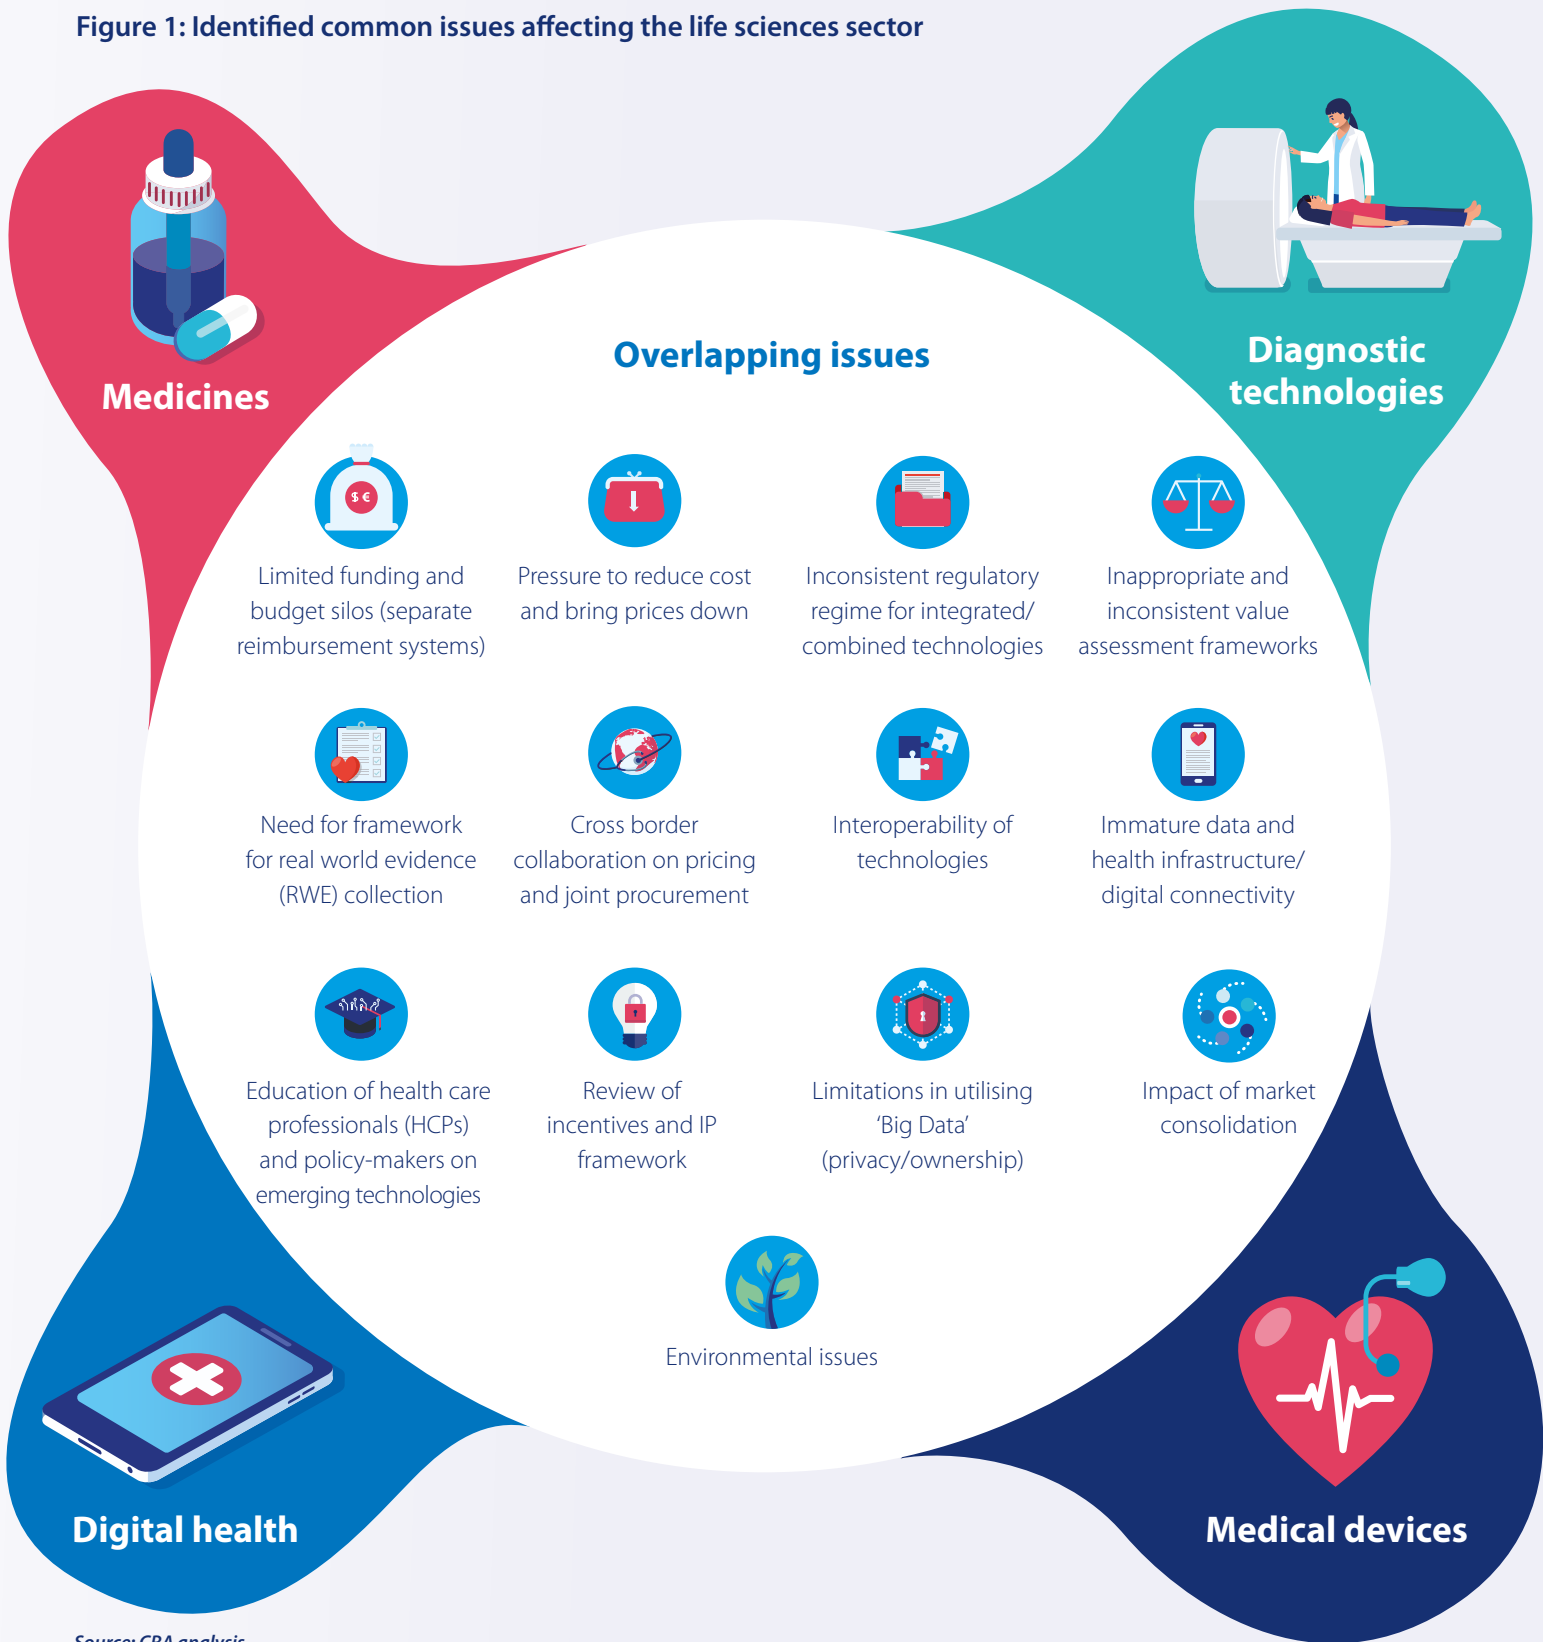 Figure 1: Identified common issues affecting the life sciences sector
Medicines
Diagnostic
technologies
Overlapping issues
$ €
Limited funding and
budget silos (separate
reimbursement systems)
Pressure to reduce cost
and bring prices down
Inconsistent regulatory
regime for integrated/
combined technologies
Inappropriate and
inconsistent value
assessment frameworks
Need for framework
for real world evidence
(RWE) collection
Cross border
collaboration on pricing
and joint procurement
Interoperability of
technologies
Immature data and
health infrastructure/
digital connectivity
Education of health care
professionals (HCPs)
and policy-makers on
emerging technologies
Review of
incentives and IP
framework
Limitations in utilising
‘Big Data’
(privacy/ownership)
Impact of market
consolidation
Environmental issues
Digital health
Medical devices
Source: CRA analysis